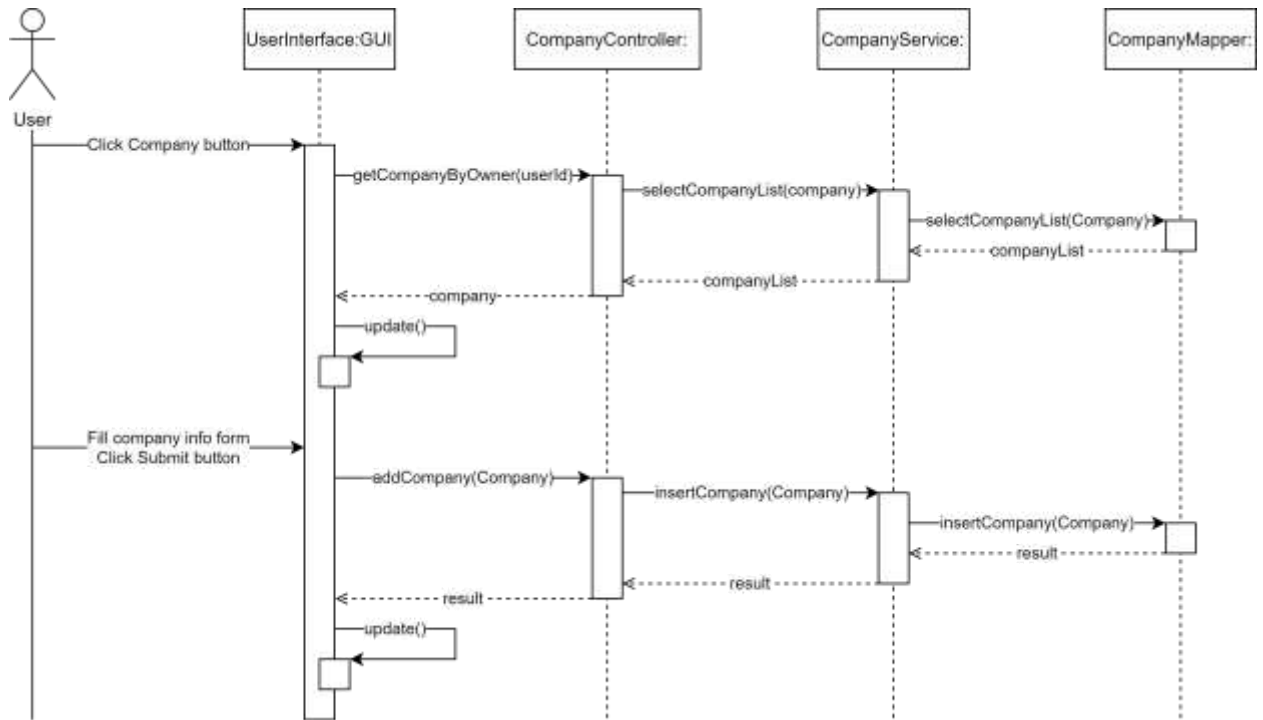 UserInterface:GUI
CompanyController:
CompanyService:
CompanyMapper:
User
Click Company button
getCompanyByOwner(userId)
selectCompanyList(company)
selectCompanyList(Company)
companyList
companyList
company
update()
Fill company info form
Click Submit button
addCompany(Company)
insertCompany(Company)
insertCompany(Company)
result
result
result
update()